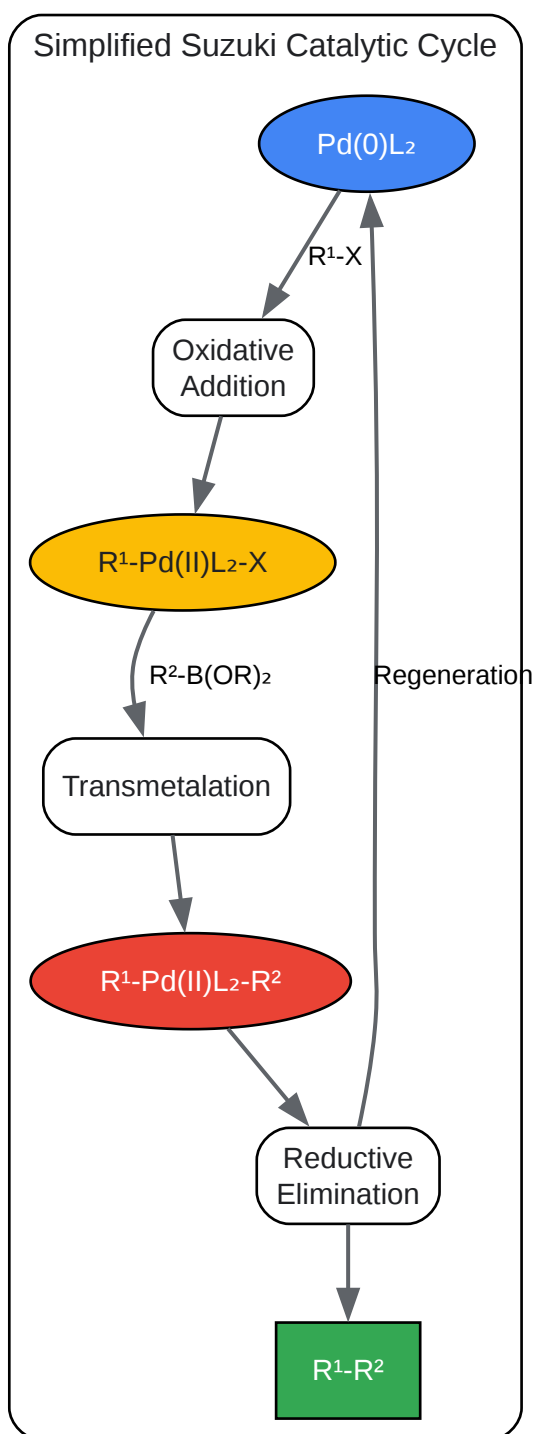 Simplified Suzuki Catalytic Cycle
Pd(0)L₂
R¹-X
Oxidative
Addition
R¹-Pd(II)L₂-X
R²-B(OR)₂
Regeneration
Transmetalation
R¹-Pd(II)L₂-R²
Reductive
Elimination
R¹-R²